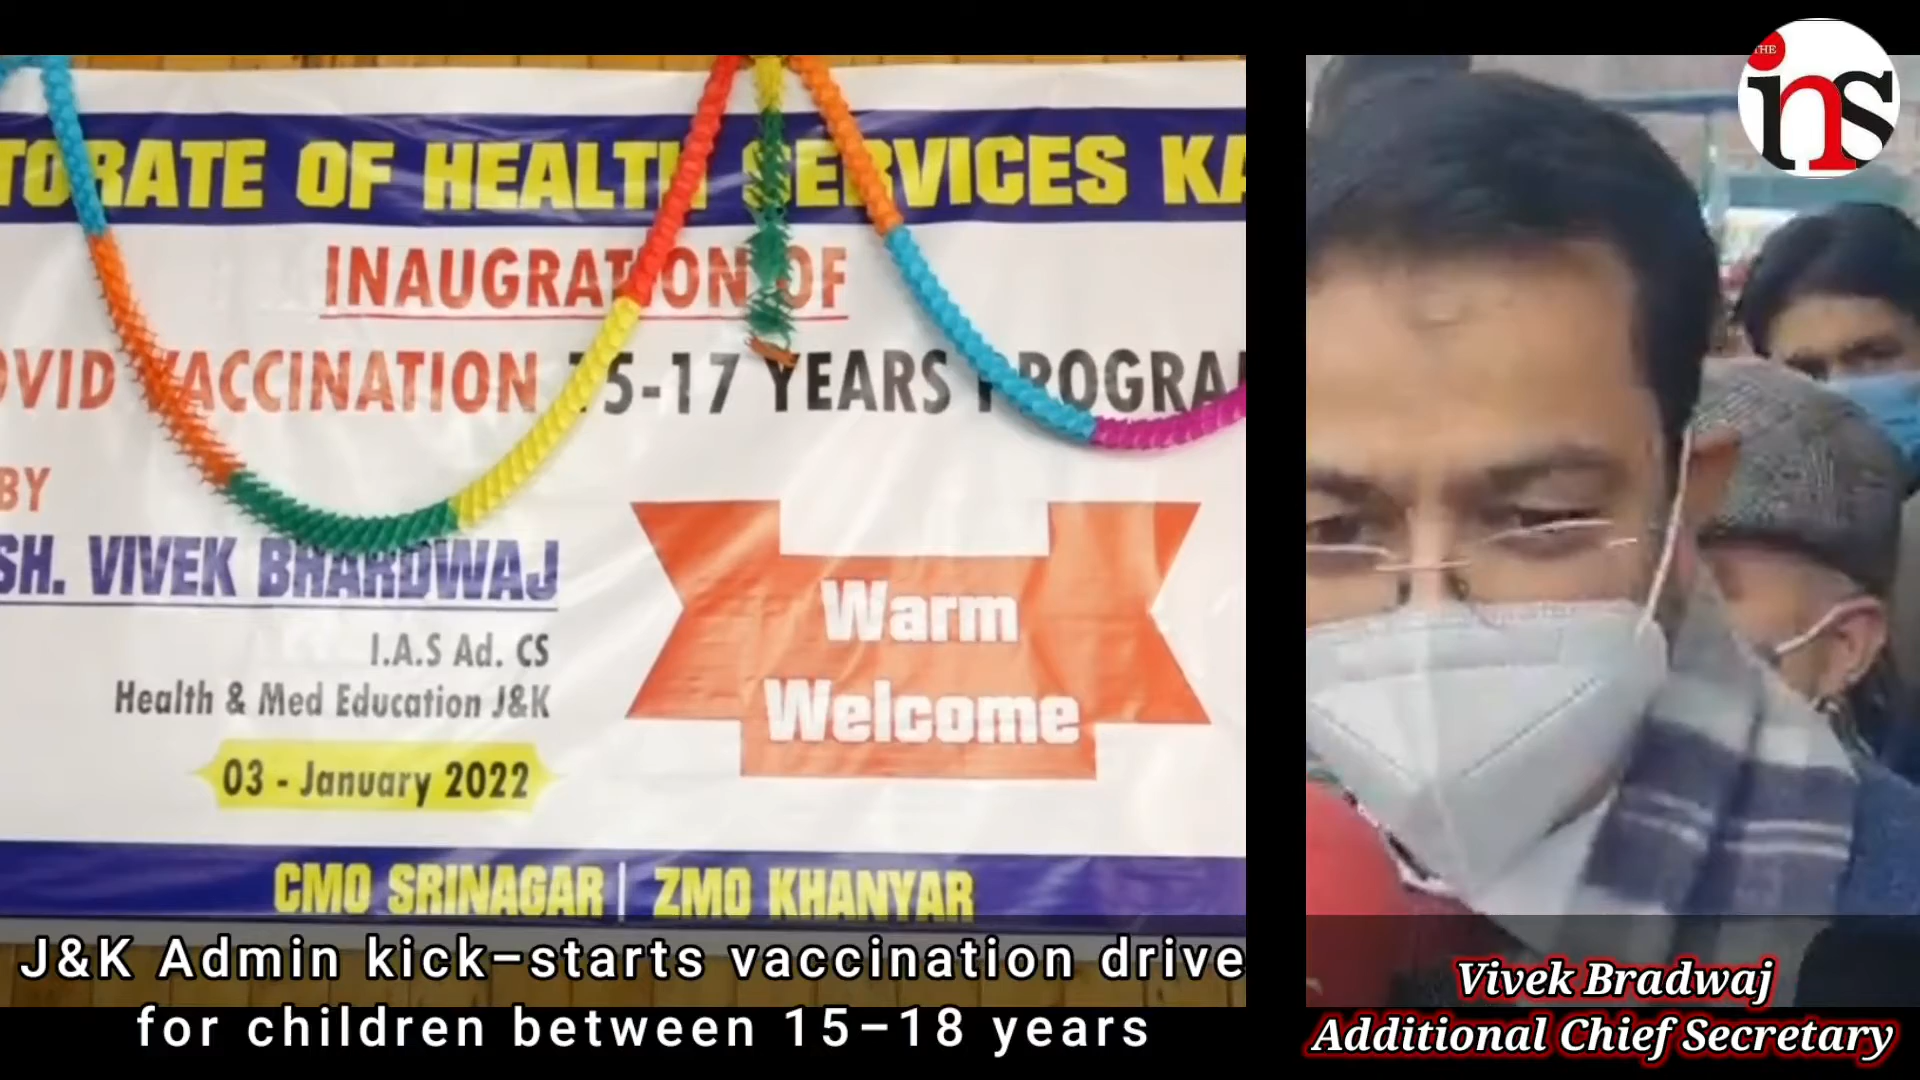 THE
ins
TORATE OF HEALTH SERVICES KA
INAUGRATION OF
OVID VACCINATION 15-17 YEARS PROGRA
BY
SH. VIVEK BHARDWAJ
I.A.S Ad. CS
Health & Med Education J&K
03 - January 2022
Warm
Welcome
CMO SRINAGAR | ZMO KHANYAR
J&K Admin kick-starts vaccination drive
for children between 15-18 years
Vivek Bradwaj
Additional Chief Secretary